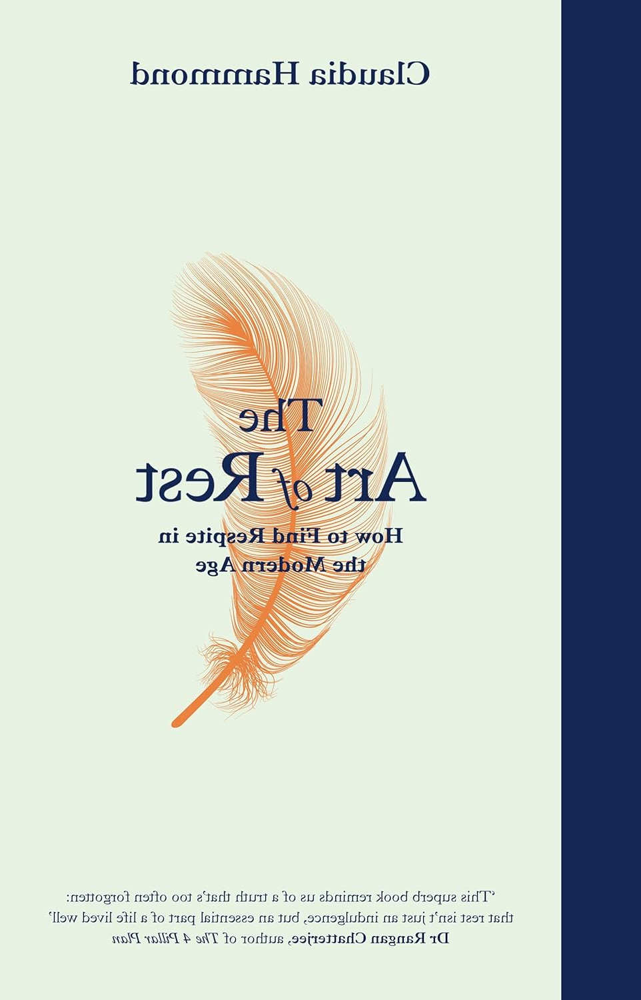 Claudia Hammond
The
Art of Rest
How to Find Respite in
the Modern Age
‘This superb book reminds us of a truth that’s too often forgotten:
that rest isn’t just an indulgence, but an essential part of a life lived well’
Dr Rangan Chatterjee, author of The 4 Pillar Plan